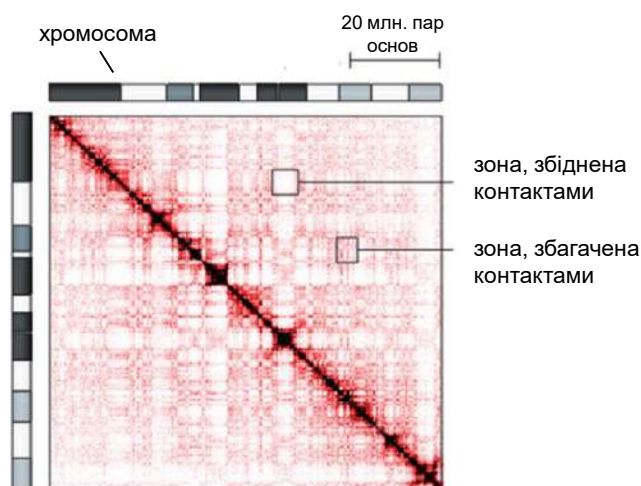 хромосома
20 млн. пар
основ
зона, збіднена
контактами
зона, збагачена
контактами